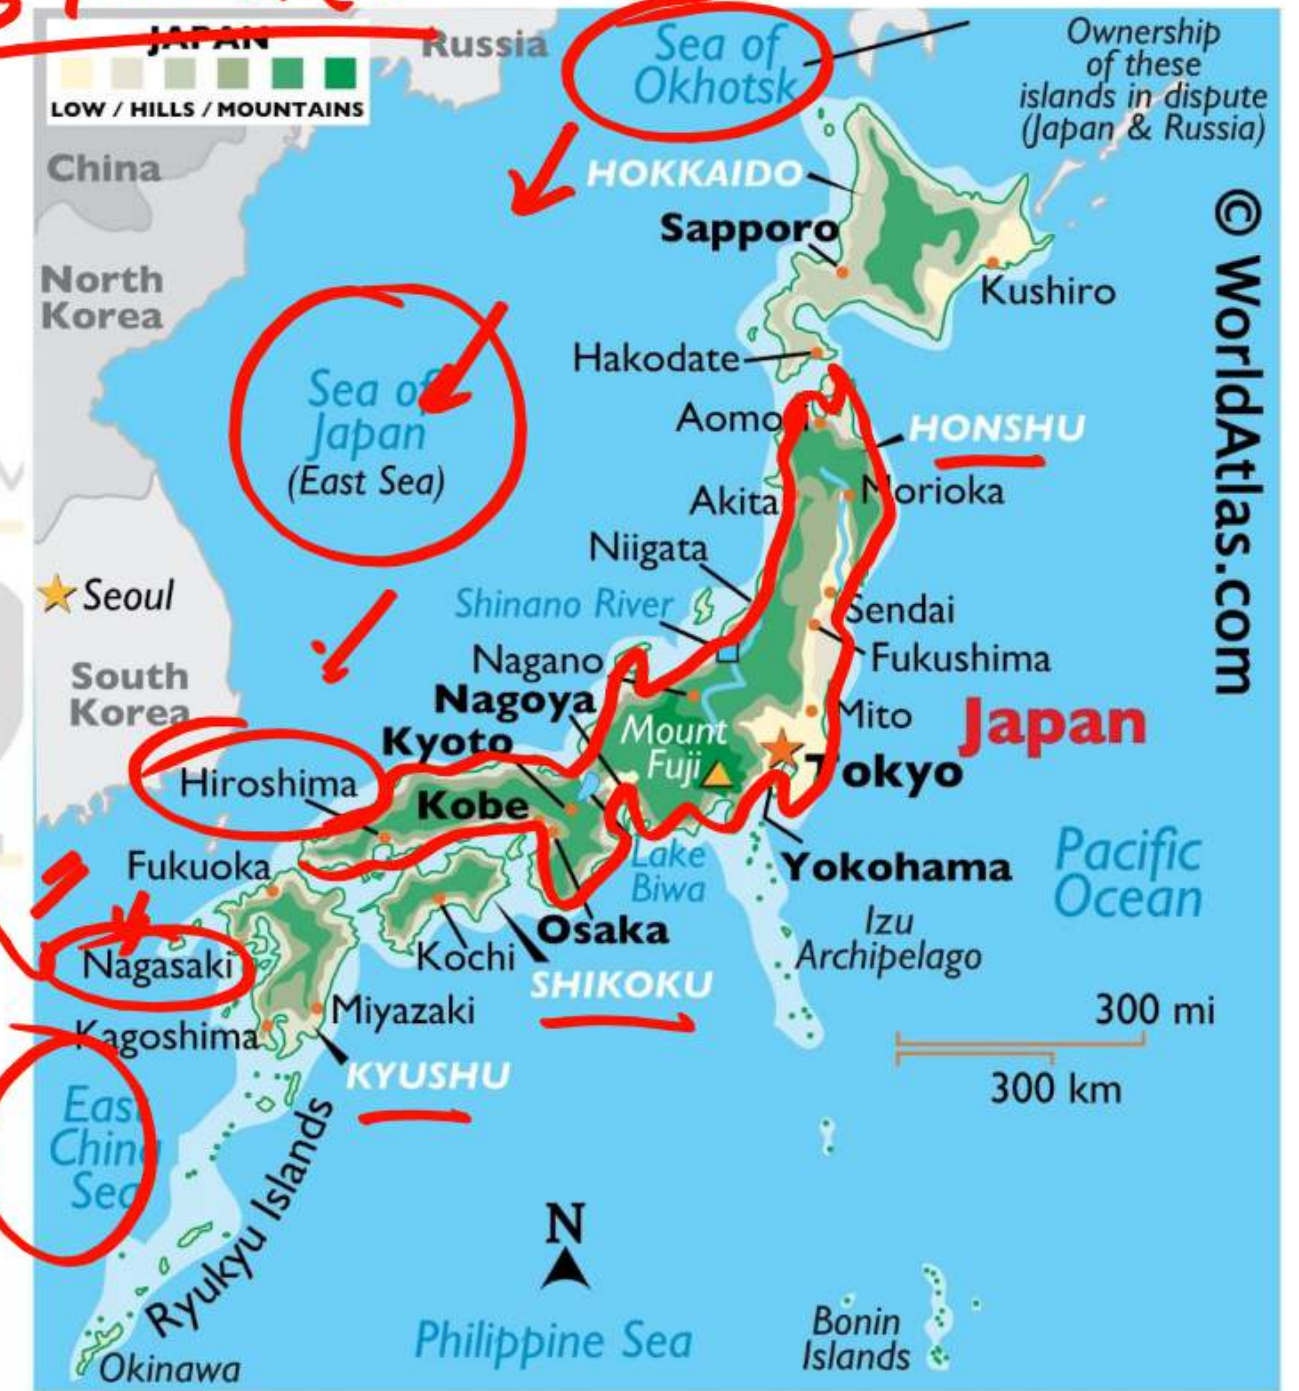 JAPAN
LOW / HILLS / MOUNTAINS
Russia
Sea of
Okhotsk
Ownership
of these
islands in dispute
(Japan & Russia)
China
HOKKAIDO
Sapporo
Kushiro
© WorldAtlas.com
North
Korea
Hakodate
Sea of
Japan
(East Sea)
Aomori
HONSHU
Akita
Morioka
Niigata
Seoul
Shinano River
Sendai
Nagano
Fukushima
South
Korea
Nagoya
Mito
Japan
Kyoto
Mount
Fuji
Tokyo
Hiroshima
Kobe
Fukuoka
Lake
Biwa
Yokohama
Pacific
Ocean
Osaka
Izu
Archipelago
Nagasaki
Kochi
SHIKOKU
Miyazaki
Kagoshima
300 mi
300 km
KYUSHU
East
China
Sea
Ryukyu Islands
N
Philippine Sea
Bonin
Islands
Okinawa